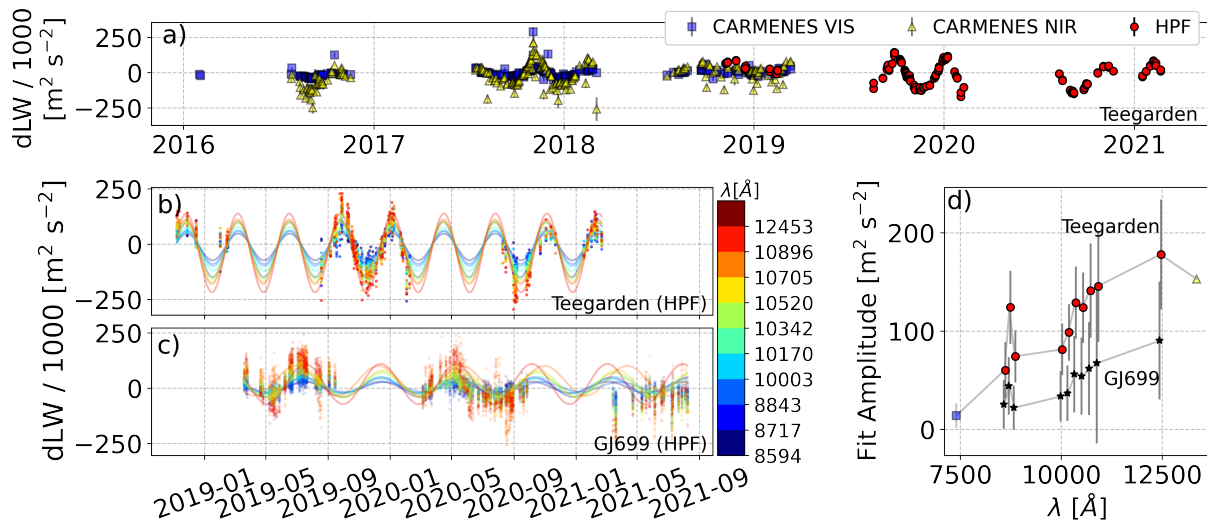 CARMENES VIS CARMENES NIR HPF
a)
dLW / 1000
[m² s⁻²]
250
0
−250
Teegarden
2016 2017 2018 2019 2020 2021
b)
250
0
−250
Teegarden (HPF)
c)
250
0
−250
GJ699 (HPF)
dLW / 1000 [m² s⁻²]
2019-01 2019-05 2019-09 2020-01 2020-05 2020-09 2021-01 2021-05 2021-09
λ[Å]
12453
10896
10705
10520
10342
10170
10003
8843
8717
8594
d)
Fit Amplitude [m² s⁻²]
200
100
0
Teegarden
GJ699
7500 10000 12500
λ [Å]